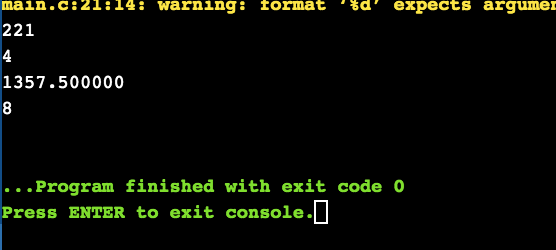 main.c:21:14: warning: format ‘%d’ expects argumen
221
4
1357.500000
8
...Program finished with exit code 0
Press ENTER to exit console.